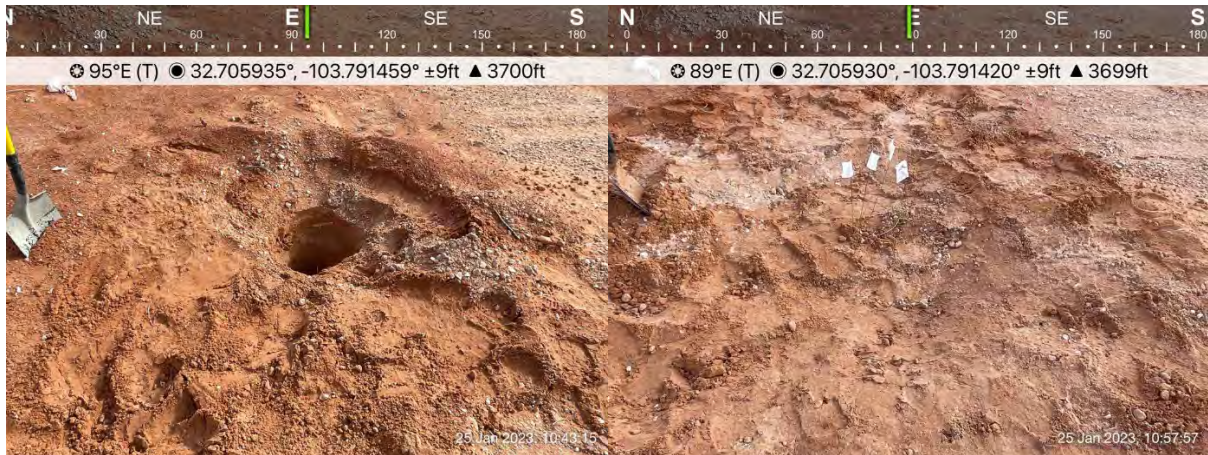 NE E SE S
30 60 90 120 150 180
95°E (T) 32.705935°, -103.791459° ±9ft ▲ 3700ft
25 Jan 2023, 10:43:15
N NE E SE S
0 30 60 90 120 150 180
89°E (T) 32.705930°, -103.791420° ±9ft ▲ 3699ft
25 Jan 2023, 10:57:57